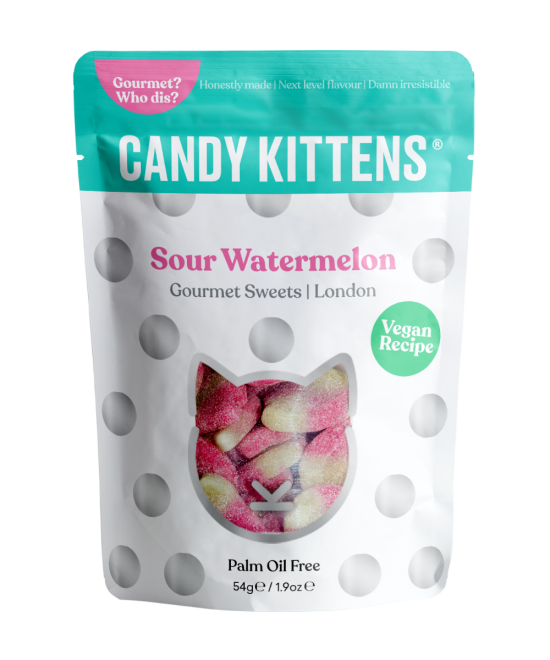 Gourmet?
Who dis?
Honestly made | Next level flavour | Damn irresistible
CANDY KITTENS®
Sour Watermelon
Gourmet Sweets | London
Vegan
Recipe
K
Palm Oil Free
54g℮ / 1.9oz℮